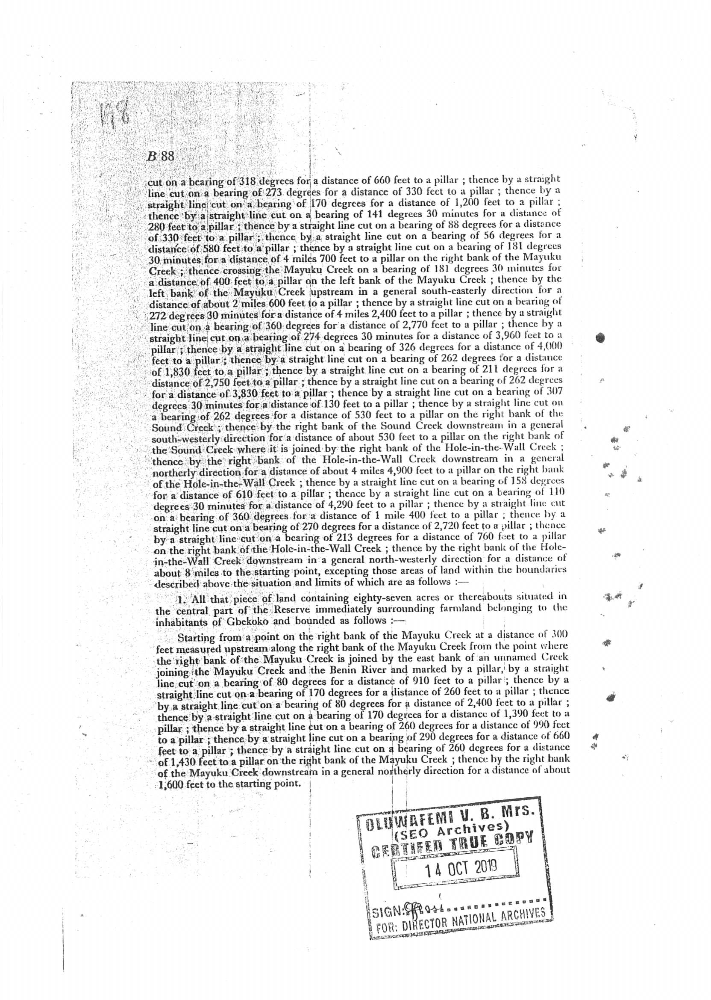 B 88
cut on a bearing of 318 degrees for a distance of 660 feet to a pillar ; thence by a straight
line cut on a bearing of 273 degrees for a distance of 330 feet to a pillar ; thence by a
straight line cut on a bearing of 170 degrees for a distance of 1,200 feet to a pillar ;
thence by a straight line cut on a bearing of 141 degrees 30 minutes for a distance of
280 feet to a pillar ; thence by a straight line cut on a bearing of 88 degrees for a distance
of 330 feet to a pillar ; thence by a straight line cut on a bearing of 56 degrees for a
distance of 580 feet to a pillar ; thence by a straight line cut on a bearing of 181 degrees
30 minutes for a distance of 4 miles 700 feet to a pillar on the right bank of the Mayuku
Creek ; thence crossing the Mayuku Creek on a bearing of 181 degrees 30 minutes for
a distance of 400 feet to a pillar on the left bank of the Mayuku Creek ; thence by the
left bank of the Mayuku Creek upstream in a general south-easterly direction for a
distance of about 2 miles 600 feet to a pillar ; thence by a straight line cut on a bearing of
272 degrees 30 minutes for a distance of 4 miles 2,400 feet to a pillar ; thence by a straight
line cut on a bearing of 360 degrees for a distance of 2,770 feet to a pillar ; thence by a
straight line cut on a bearing of 274 degrees 30 minutes for a distance of 3,960 feet to a
pillar ; thence by a straight line cut on a bearing of 326 degrees for a distance of 4,000
feet to a pillar ; thence by a straight line cut on a bearing of 262 degrees for a distance
of 1,830 feet to a pillar ; thence by a straight line cut on a bearing of 211 degrees for a
distance of 2,750 feet to a pillar ; thence by a straight line cut on a bearing of 262 degrees
for a distance of 3,830 feet to a pillar ; thence by a straight line cut on a bearing of 307
degrees 30 minutes for a distance of 130 feet to a pillar ; thence by a straight line cut on
a bearing of 262 degrees for a distance of 530 feet to a pillar on the right bank of the
Sound Creek ; thence by the right bank of the Sound Creek downstream in a general
south-westerly direction for a distance of about 530 feet to a pillar on the right bank of
the Sound Creek where it is joined by the right bank of the Hole-in-the-Wall Creek ;
thence by the right bank of the Hole-in-the-Wall Creek downstream in a general
northerly direction for a distance of about 4 miles 4,900 feet to a pillar on the right bank
of the Hole-in-the-Wall Creek ; thence by a straight line cut on a bearing of 158 degrees
for a distance of 610 feet to a pillar ; thence by a straight line cut on a bearing of 110
degrees 30 minutes for a distance of 4,290 feet to a pillar ; thence by a straight line cut
on a bearing of 360 degrees for a distance of 1 mile 400 feet to a pillar ; thence by a
straight line cut on a bearing of 270 degrees for a distance of 2,720 feet to a pillar ; thence
by a straight line cut on a bearing of 213 degrees for a distance of 760 feet to a pillar
on the right bank of the Hole-in-the-Wall Creek ; thence by the right bank of the Hole-
in-the-Wall Creek downstream in a general north-westerly direction for a distance of
about 8 miles to the starting point, excepting those areas of land within the boundaries
described above the situation and limits of which are as follows :—
1. All that piece of land containing eighty-seven acres or thereabouts situated in
the central part of the Reserve immediately surrounding farmland belonging to the
inhabitants of Gbekoko and bounded as follows :—
Starting from a point on the right bank of the Mayuku Creek at a distance of 300
feet measured upstream along the right bank of the Mayuku Creek from the point where
the right bank of the Mayuku Creek is joined by the east bank of an unnamed Creek
joining the Mayuku Creek and the Benin River and marked by a pillar, by a straight
line cut on a bearing of 80 degrees for a distance of 910 feet to a pillar ; thence by a
straight line cut on a bearing of 170 degrees for a distance of 260 feet to a pillar ; thence
by a straight line cut on a bearing of 80 degrees for a distance of 2,400 feet to a pillar ;
thence by a straight line cut on a bearing of 170 degrees for a distance of 1,390 feet to a
pillar ; thence by a straight line cut on a bearing of 260 degrees for a distance of 990 feet
to a pillar ; thence by a straight line cut on a bearing of 290 degrees for a distance of 660
feet to a pillar ; thence by a straight line cut on a bearing of 260 degrees for a distance
of 1,430 feet to a pillar on the right bank of the Mayuku Creek ; thence by the right bank
of the Mayuku Creek downstream in a general northerly direction for a distance of about
1,600 feet to the starting point.
OLUWAFEMI V. B. Mrs.
(SEO Archives)
CERTIFED TRUE COPY
14 OCT 2019
SIGN:
FOR: DIRECTOR NATIONAL ARCHIVES